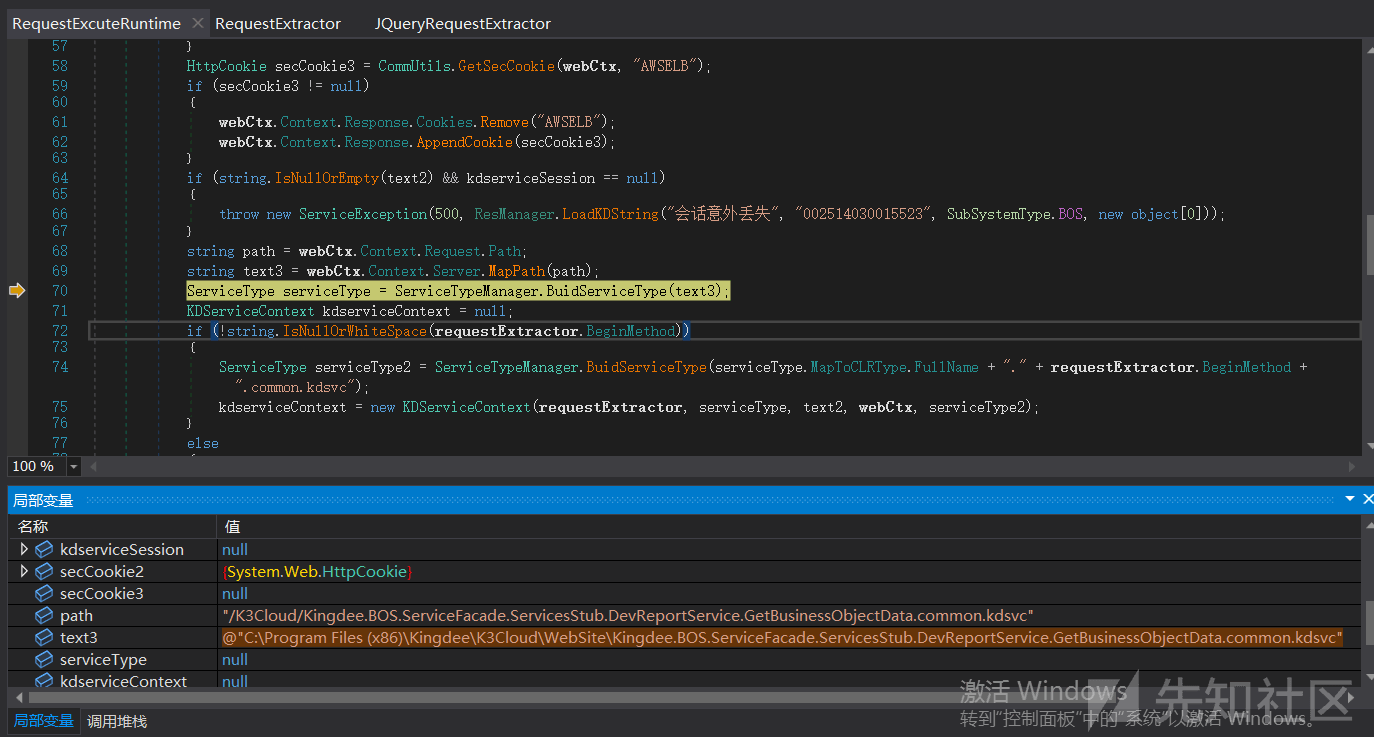 RequestExcuteRuntime × RequestExtractor JQueryRequestExtractor
57 }
58 HttpCookie secCookie3 = CommUtils.GetSecCookie(webCtx, "AWSELB");
59 if (secCookie3 != null)
60 {
61 webCtx.Context.Response.Cookies.Remove("AWSELB");
62 webCtx.Context.Response.AppendCookie(secCookie3);
63 }
64 if (string.IsNullOrEmpty(text2) && kdserviceSession == null)
65 {
66 throw new ServiceException(500, ResManager.LoadKDString("会话意外丢失", "002514030015523", SubSystemType.BOS, new object[0]));
67 }
68 string path = webCtx.Context.Request.Path;
69 string text3 = webCtx.Context.Server.MapPath(path);
70 ServiceType serviceType = ServiceTypeManager.BuidServiceType(text3);
71 KDServiceContext kdserviceContext = null;
72 if (!string.IsNullOrWhiteSpace(requestExtractor.BeginMethod))
73 {
74 ServiceType serviceType2 = ServiceTypeManager.BuidServiceType(serviceType.MapToCLRType.FullName + "." + requestExtractor.BeginMethod +
".common.kdsvc");
75 kdserviceContext = new KDServiceContext(requestExtractor, serviceType, text2, webCtx, serviceType2);
76 }
77 else
100 %
局部变量
名称 值
kdserviceSession null
secCookie2 {System.Web.HttpCookie}
secCookie3 null
path "/K3Cloud/Kingdee.BOS.ServiceFacade.ServicesStub.DevReportService.GetBusinessObjectData.common.kdsvc"
text3 @"C:\Program Files (x86)\Kingdee\K3Cloud\WebSite\Kingdee.BOS.ServiceFacade.ServicesStub.DevReportService.GetBusinessObjectData.common.kdsvc"
serviceType null
kdserviceContext null
激活 Windows
转到"控制面板"中的"系统"以激活 Windows。
先知社区
局部变量 调用堆栈